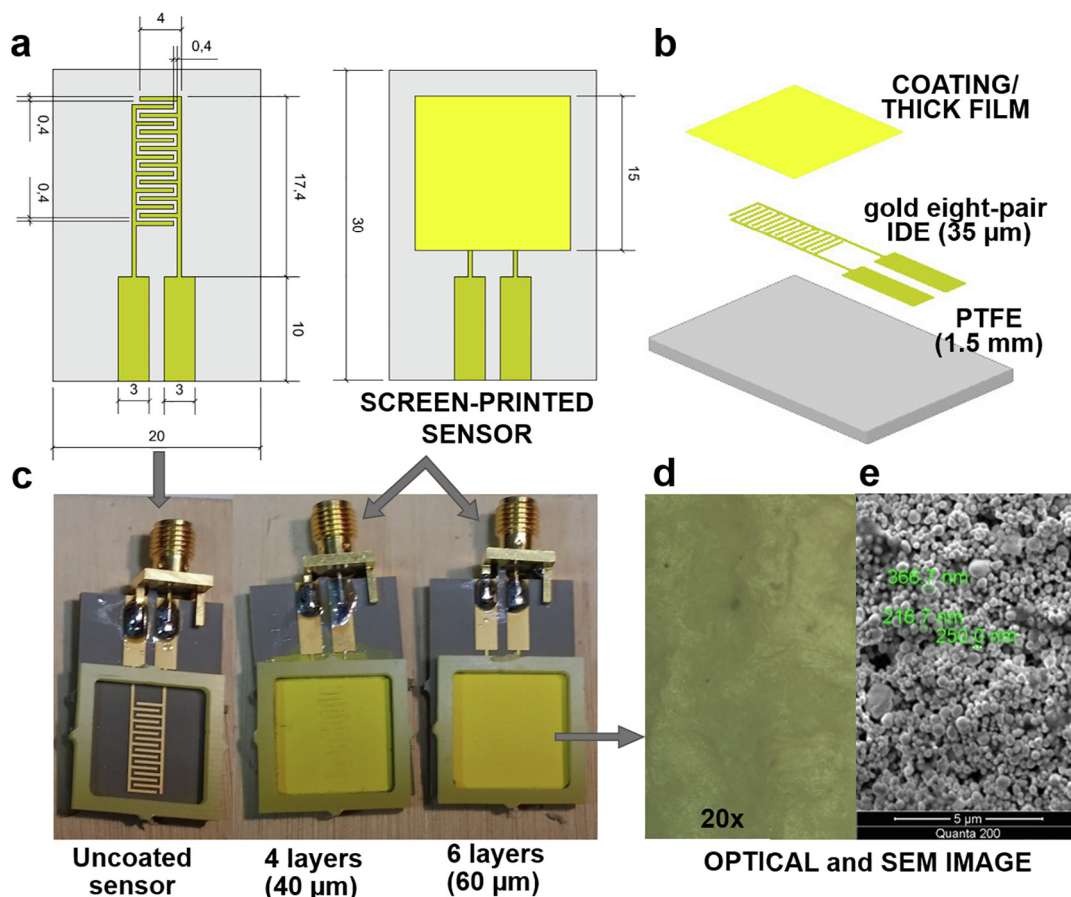 a
4
0,4
0,4
0,4
17,4
10
3
3
20
30
15
SCREEN-PRINTED
SENSOR
b
COATING/
THICK FILM
gold eight-pair
IDE (35 µm)
PTFE
(1.5 mm)
c
Uncoated
sensor
4 layers
(40 µm)
6 layers
(60 µm)
d
20x
e
366.7 nm
216.7 nm
250.0 nm
5 µm
Quanta 200
OPTICAL and SEM IMAGE